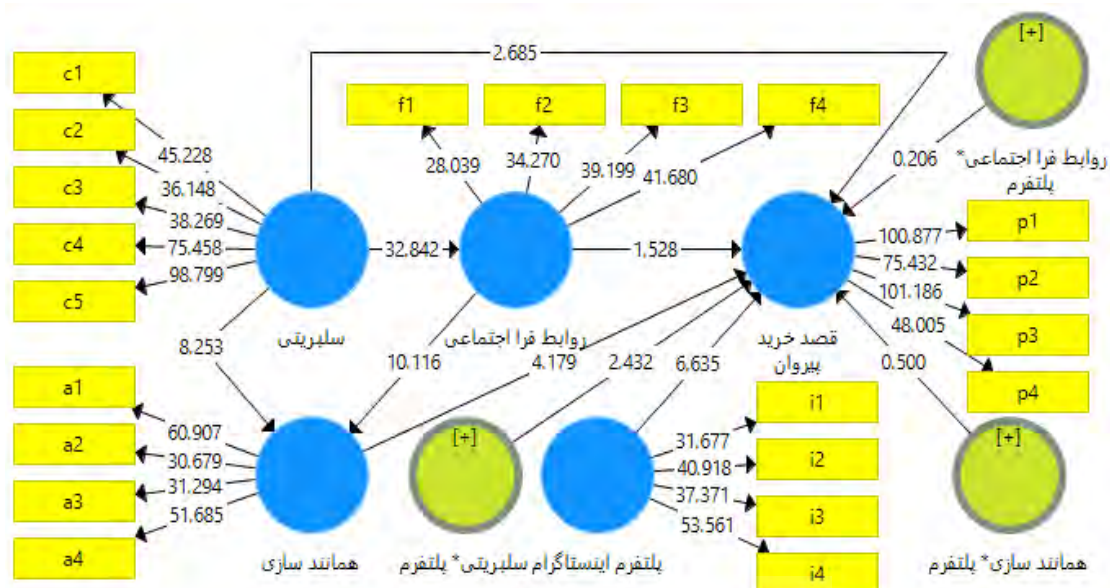 2.685
[+]
c1
f1
f2
f3
f4
c2
45.228
28.039
34.270
39.199
41.680
0.206
روابط فرا اجتماعی*
پلتفرم
c3
36.148
38.269
c4
75.458
32.842
1.528
100.877
p1
c5
98.799
75.432
p2
101.186
سلبریتی
روابط فرا اجتماعی
قصد خرید
پیروان
48.005
p3
8.253
10.116
4.179
2.432
6.635
0.500
p4
a1
i1
60.907
[+]
31.677
[+]
a2
30.679
40.918
i2
a3
31.294
37.371
i3
51.685
53.561
a4
همانند سازی
سلبریتی* پلتفرم
پلتفرم اینستاگرام
i4
همانند سازی* پلتفرم